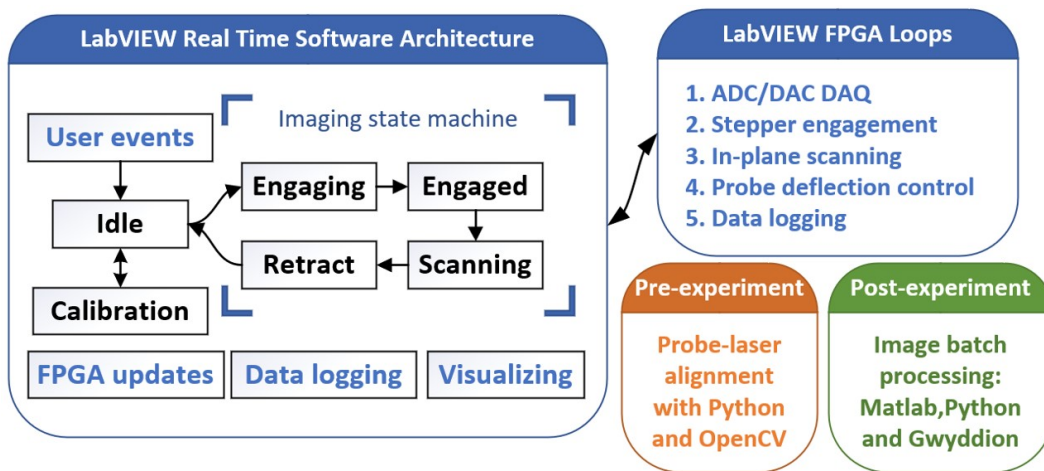 LabVIEW Real Time Software Architecture
Imaging state machine
User events
Engaging
Engaged
Idle
Retract
Scanning
Calibration
FPGA updates
Data logging
Visualizing
LabVIEW FPGA Loops
1. ADC/DAC DAQ
2. Stepper engagement
3. In-plane scanning
4. Probe deflection control
5. Data logging
Pre-experiment
Probe-laser
alignment
with Python
and OpenCV
Post-experiment
Image batch
processing:
Matlab,Python
and Gwyddion